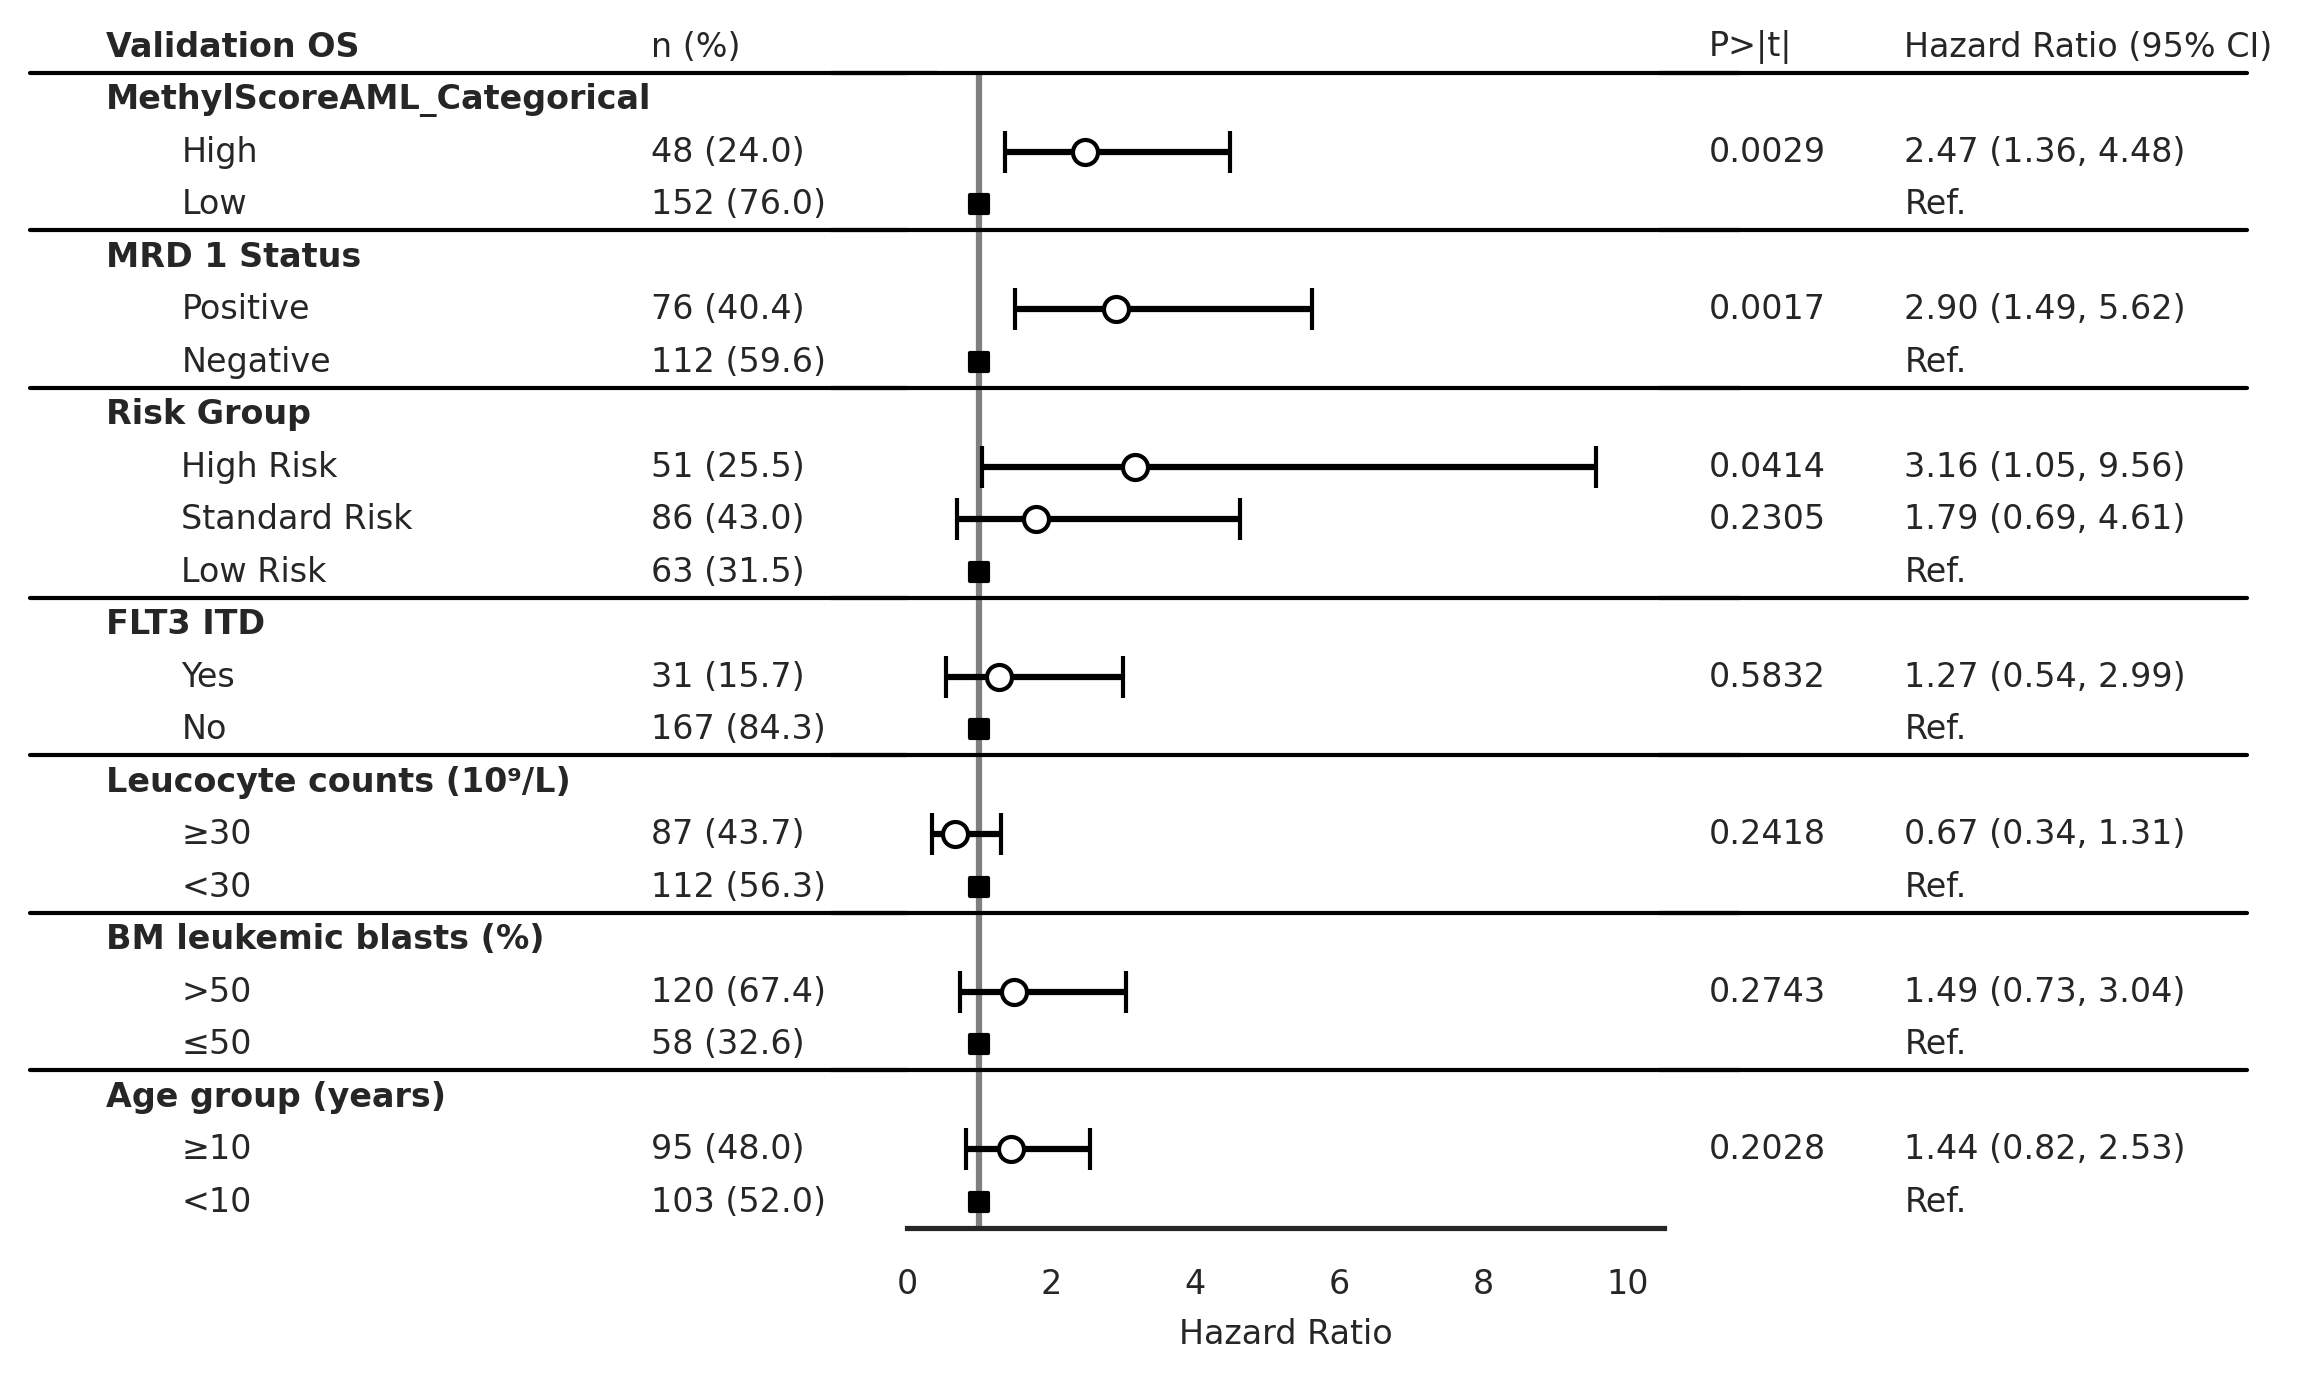 Validation OS n (%) P>|t| Hazard Ratio (95% CI)
MethylScoreAML_Categorical
High 48 (24.0) 0.0029 2.47 (1.36, 4.48)
Low 152 (76.0) Ref.
MRD 1 Status
Positive 76 (40.4) 0.0017 2.90 (1.49, 5.62)
Negative 112 (59.6) Ref.
Risk Group
High Risk 51 (25.5) 0.0414 3.16 (1.05, 9.56)
Standard Risk 86 (43.0) 0.2305 1.79 (0.69, 4.61)
Low Risk 63 (31.5) Ref.
FLT3 ITD
Yes 31 (15.7) 0.5832 1.27 (0.54, 2.99)
No 167 (84.3) Ref.
Leucocyte counts (10⁹/L)
≥30 87 (43.7) 0.2418 0.67 (0.34, 1.31)
<30 112 (56.3) Ref.
BM leukemic blasts (%)
>50 120 (67.4) 0.2743 1.49 (0.73, 3.04)
≤50 58 (32.6) Ref.
Age group (years)
≥10 95 (48.0) 0.2028 1.44 (0.82, 2.53)
<10 103 (52.0) Ref.
0 2 4 6 8 10
Hazard Ratio